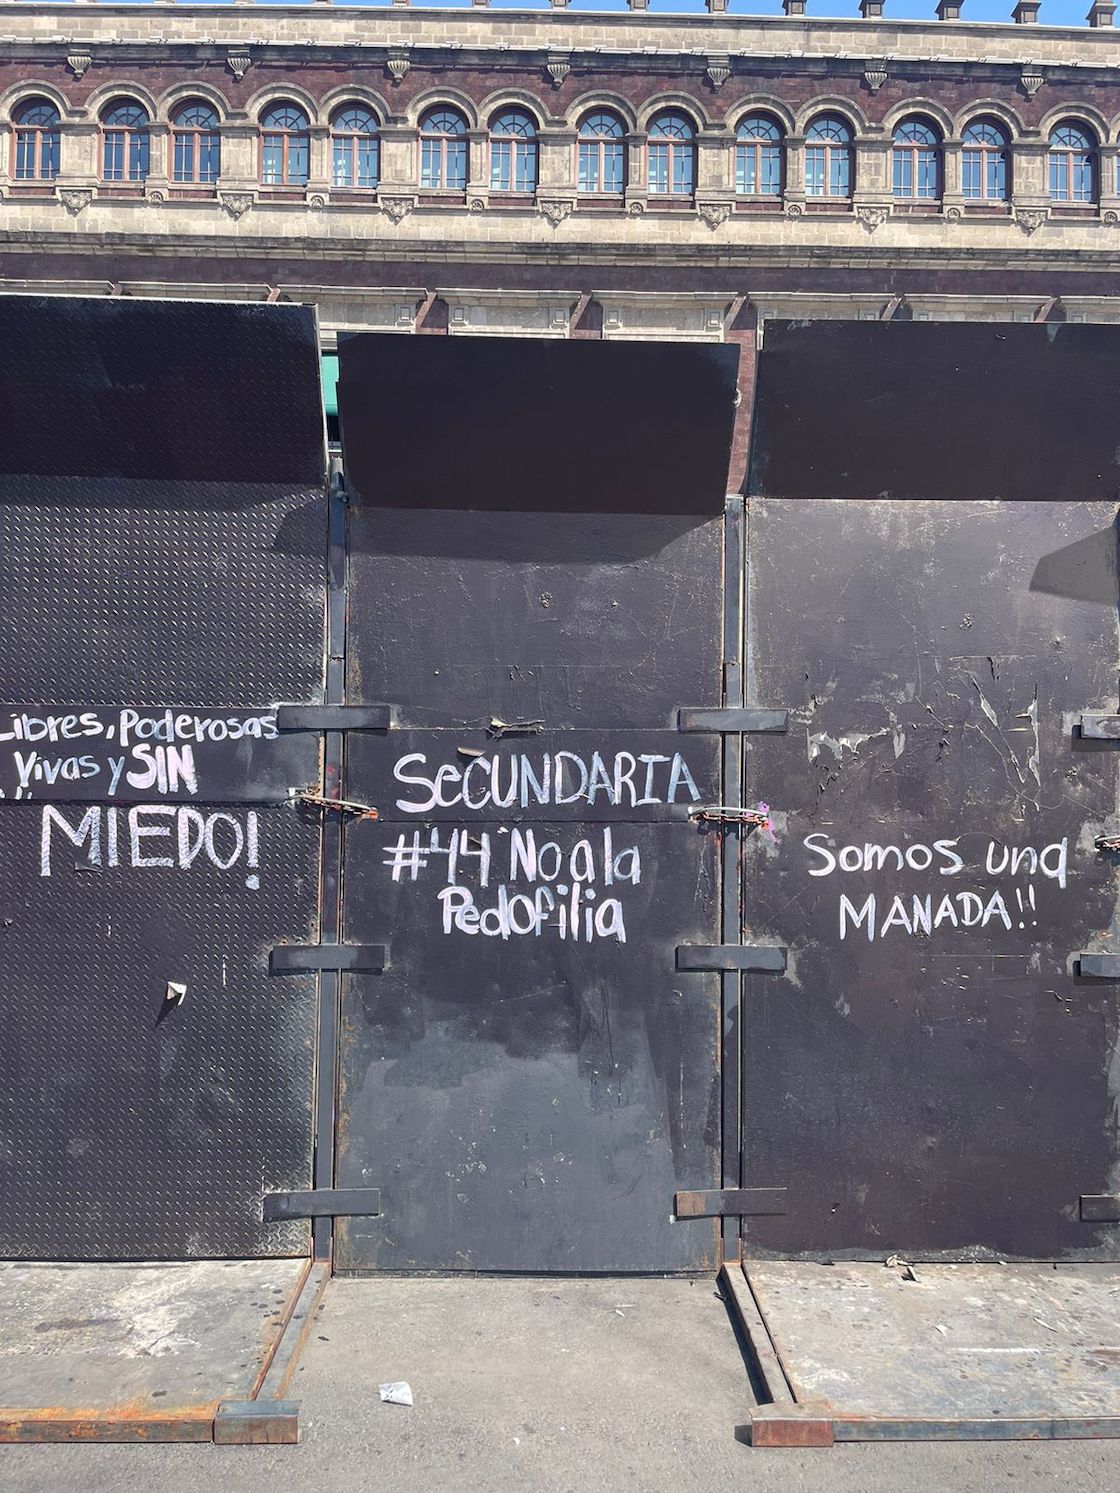 Libres, Poderosas
Vivas y SIN
MIEDO!
SeCUNDARIA
#44 No a la
Pedofilia
Somos una
MANADA!!